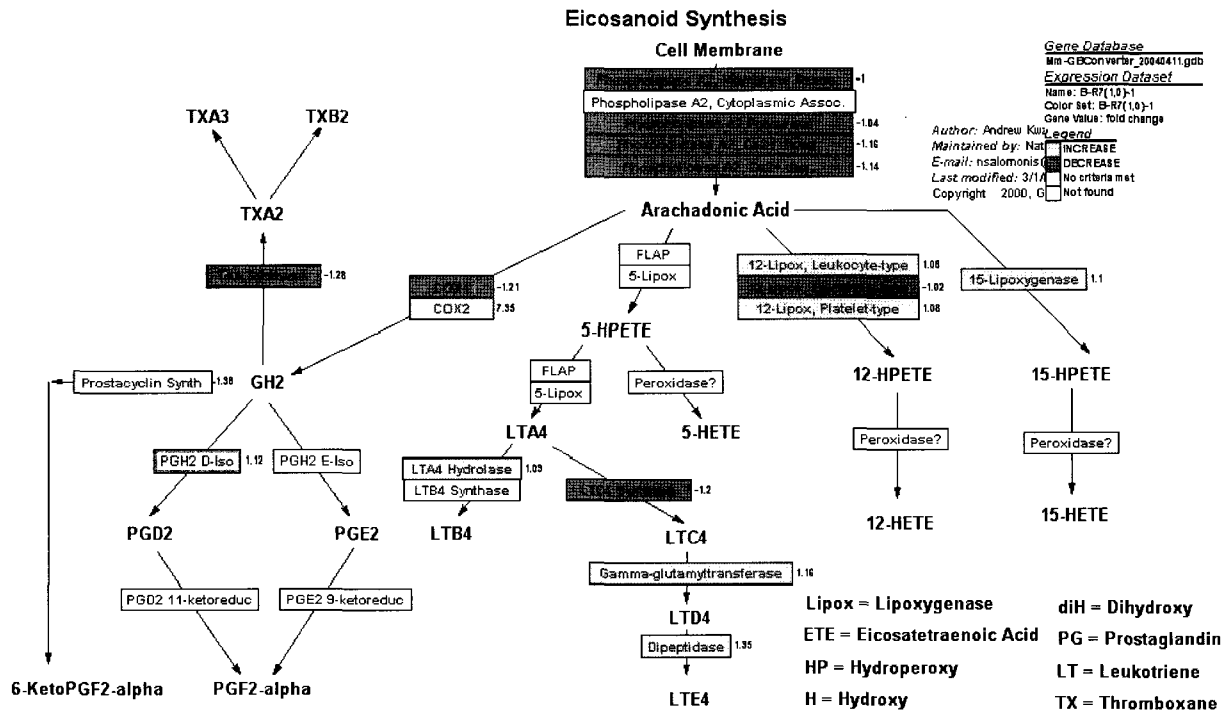 Eicosanoid Synthesis
Cell Membrane
-1
Phospholipase A2, Cytoplasmic Assoc.
-1.04
-1.16
-1.14
Gene Database
Mm-GBConverter_20040411.gdb
Expression Dataset
Name: B-R7(1,0)-1
Color Set: B-R7(1,0)-1
Gene Value: fold change
Legend
INCREASE
DECREASE
No criteria met
Not found
Author: Andrew Kw
Maintained by: Nat
E-mail: nsalomonis
Last modified: 3/1/
Copyright 2000, G
TXA3
TXB2
TXA2
Arachadonic Acid
-1.28
-1.21
COX2 7.35
FLAP
5-Lipox
12-Lipox, Leukocyte-type 1.06
-1.02
12-Lipox, Platelet-type 1.08
15-Lipoxygenase 1.1
5-HPETE
Prostacyclin Synth -1.38
GH2
FLAP
5-Lipox
Peroxidase?
12-HPETE
15-HPETE
LTA4
5-HETE
Peroxidase?
Peroxidase?
PGH2 D-Iso 1.12
PGH2 E-Iso
LTA4 Hydrolase 1.09
LTB4 Synthase
-1.2
PGD2
PGE2
LTB4
LTC4
12-HETE
15-HETE
PGD2 11-ketoreduc
PGE2 9-ketoreduc
Gamma-glutamyltransferase 1.16
LTD4
Dipeptidase 1.35
LTE4
6-KetoPGF2-alpha
PGF2-alpha
Lipox = Lipoxygenase
ETE = Eicosatetraenoic Acid
HP = Hydroperoxy
H = Hydroxy
diH = Dihydroxy
PG = Prostaglandin
LT = Leukotriene
TX = Thromboxane